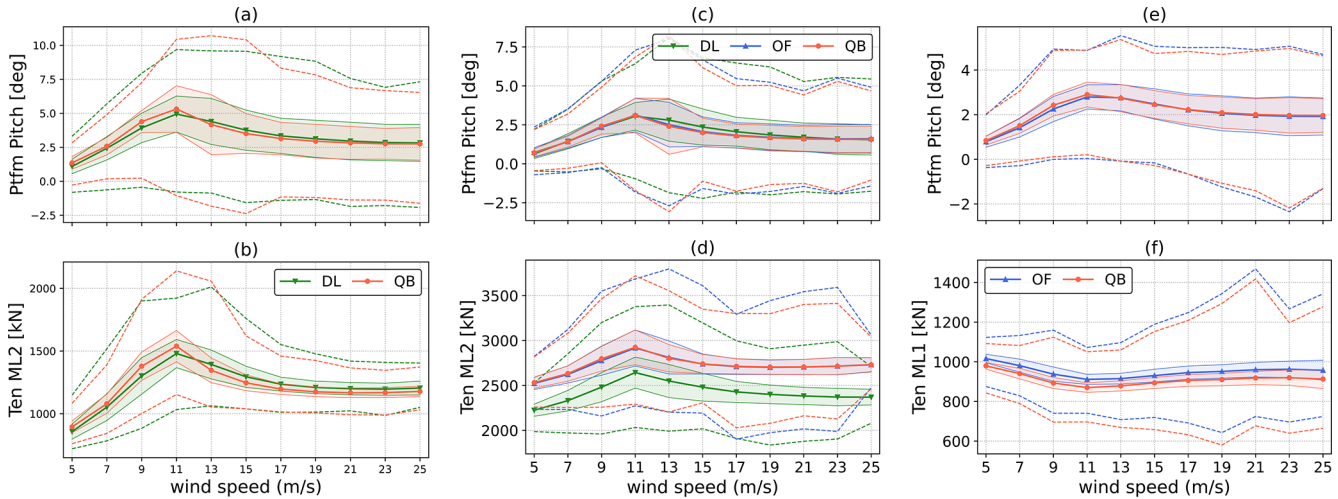 (a)
Ptfm Pitch [deg]
10.0
7.5
5.0
2.5
0.0
−2.5
(c)
Ptfm Pitch [deg]
7.5
5.0
2.5
0.0
−2.5
DL OF QB
(e)
Ptfm Pitch [deg]
4
2
0
−2
(b)
Ten ML2 [kN]
2000
1500
1000
DL QB
5 7 9 11 13 15 17 19 21 23 25
wind speed (m/s)
(d)
Ten ML2 [kN]
3500
3000
2500
2000
5 7 9 11 13 15 17 19 21 23 25
wind speed (m/s)
(f)
Ten ML1 [kN]
1400
1200
1000
800
600
OF QB
5 7 9 11 13 15 17 19 21 23 25
wind speed (m/s)